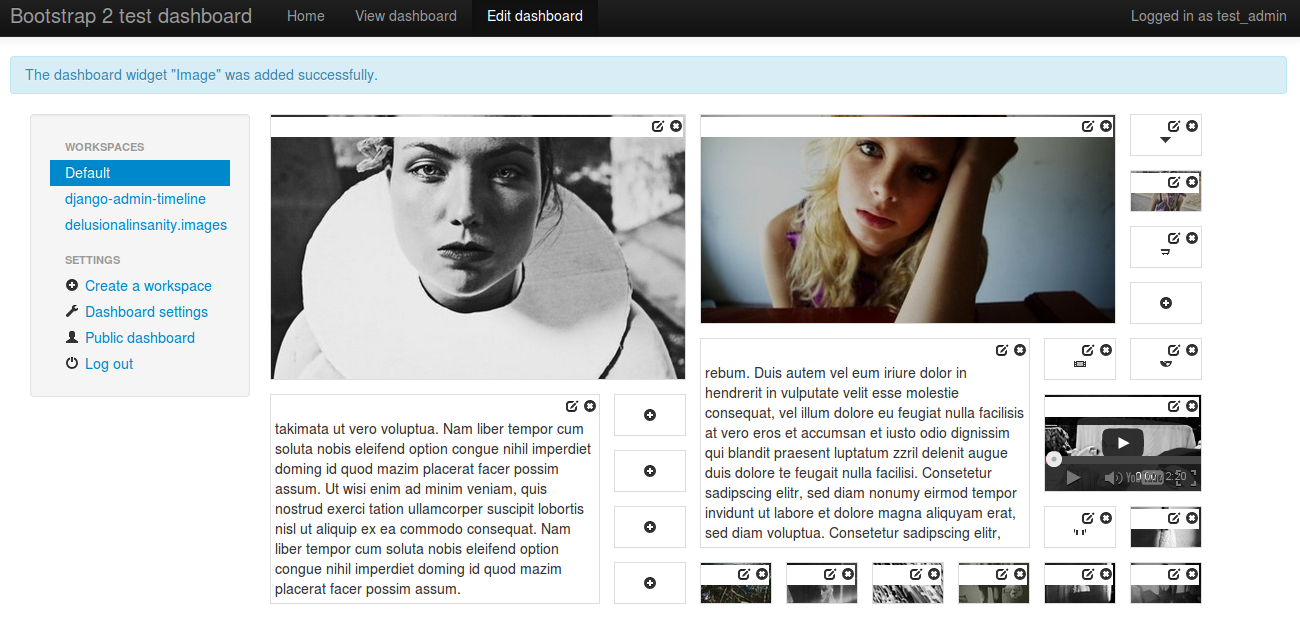 Bootstrap 2 test dashboard Home View dashboard Edit dashboard Logged in as test_admin
The dashboard widget "Image" was added successfully.
WORKSPACES
Default
django-admin-timeline
delusionalinsanity.images
SETTINGS
Create a workspace
Dashboard settings
Public dashboard
Log out
takimata ut vero voluptua. Nam liber tempor cum
soluta nobis eleifend option congue nihil imperdiet
doming id quod mazim placerat facer possim
assum. Ut wisi enim ad minim veniam, quis
nostrud exerci tation ullamcorper suscipit lobortis
nisl ut aliquip ex ea commodo consequat. Nam
liber tempor cum soluta nobis eleifend option
congue nihil imperdiet doming id quod mazim
placerat facer possim assum.
rebum. Duis autem vel eum iriure dolor in
hendrerit in vulputate velit esse molestie
consequat, vel illum dolore eu feugiat nulla facilisis
at vero eros et accumsan et iusto odio dignissim
qui blandit praesent luptatum zzril delenit augue
duis dolore te feugait nulla facilisi. Consetetur
sadipscing elitr, sed diam nonumy eirmod tempor
invidunt ut labore et dolore magna aliquyam erat,
sed diam voluptua. Consetetur sadipscing elitr,
2:20